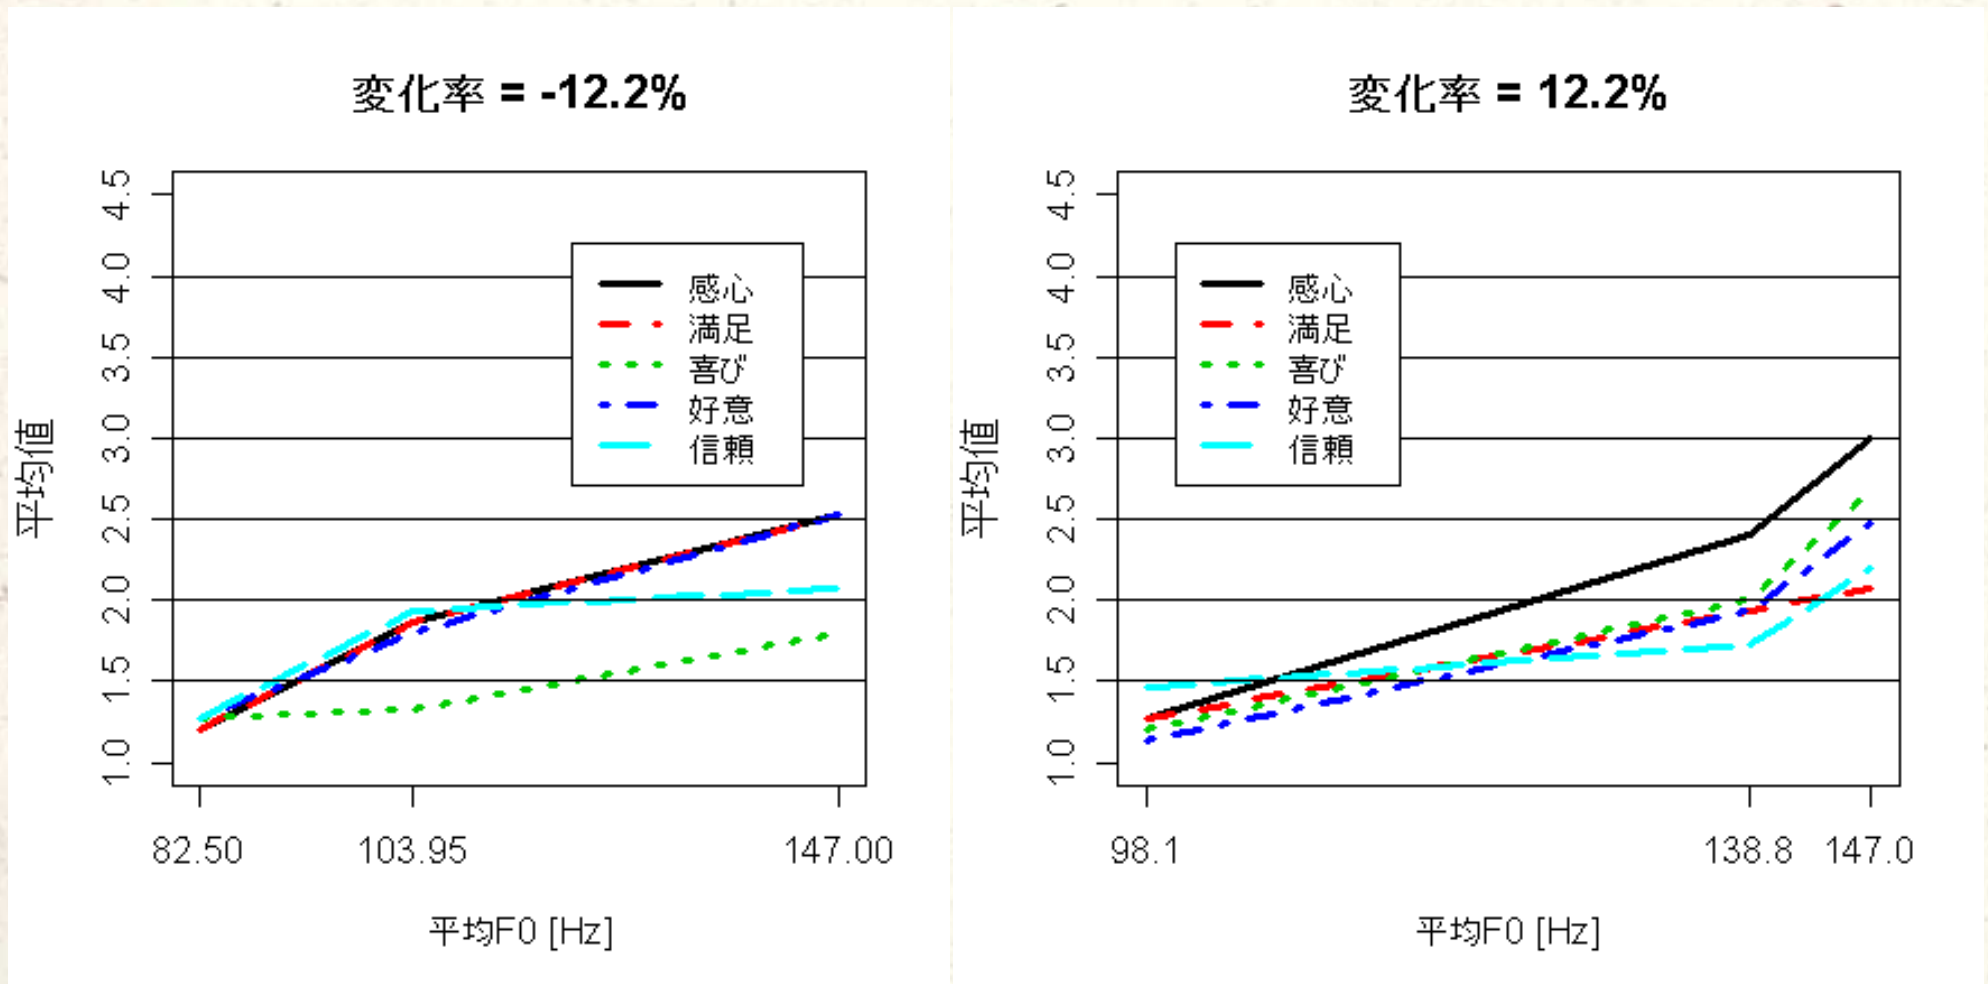 変化率 = -12.2%
平均値
4.5
4.0
3.5
3.0
2.5
2.0
1.5
1.0
感心
満足
喜び
好意
信頼
82.50
103.95
147.00
平均F0 [Hz]
変化率 = 12.2%
平均値
4.5
4.0
3.5
3.0
2.5
2.0
1.5
1.0
感心
満足
喜び
好意
信頼
98.1
138.8
147.0
平均F0 [Hz]